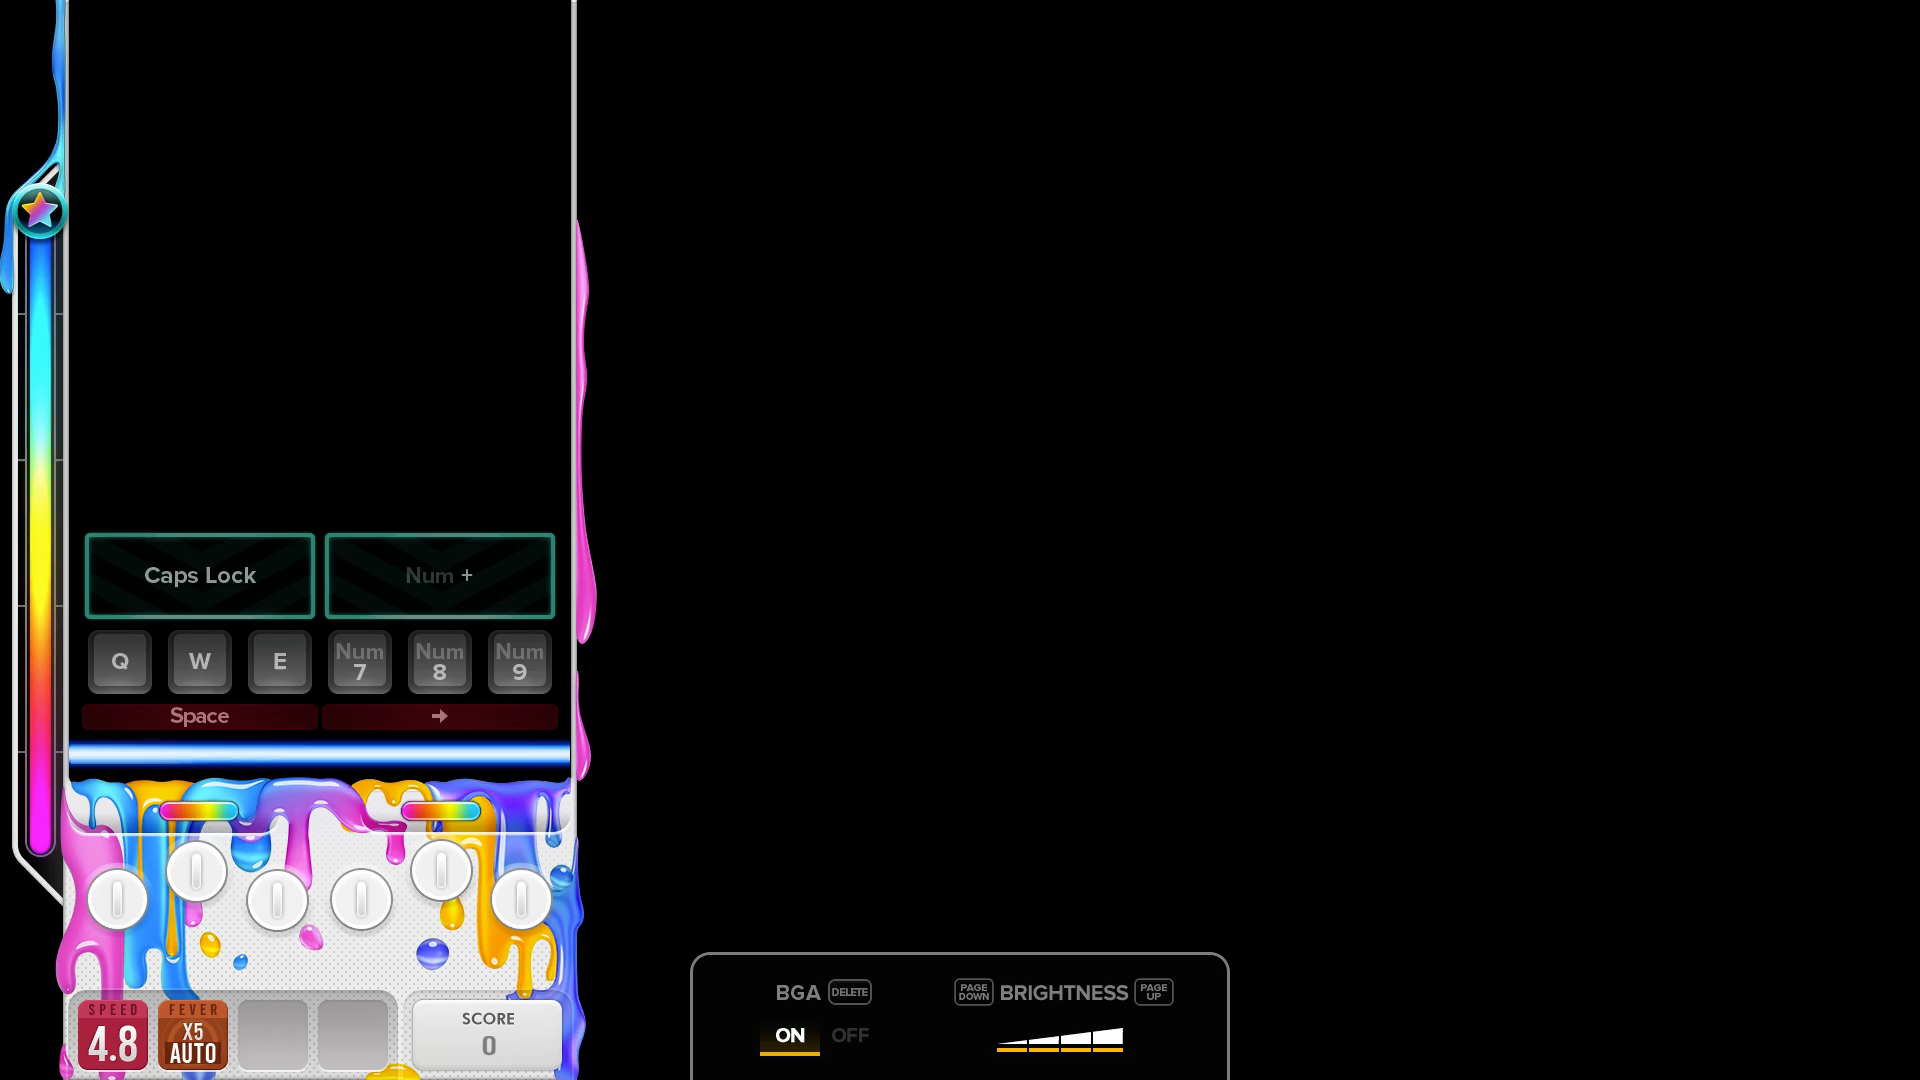 Caps Lock
Num +
Q
W
E
Num
7
Num
8
Num
9
Space
➔
SPEED
4.8
FEVER
X5
AUTO
SCORE
0
BGA DELETE
ON OFF
PAGE DOWN BRIGHTNESS PAGE UP